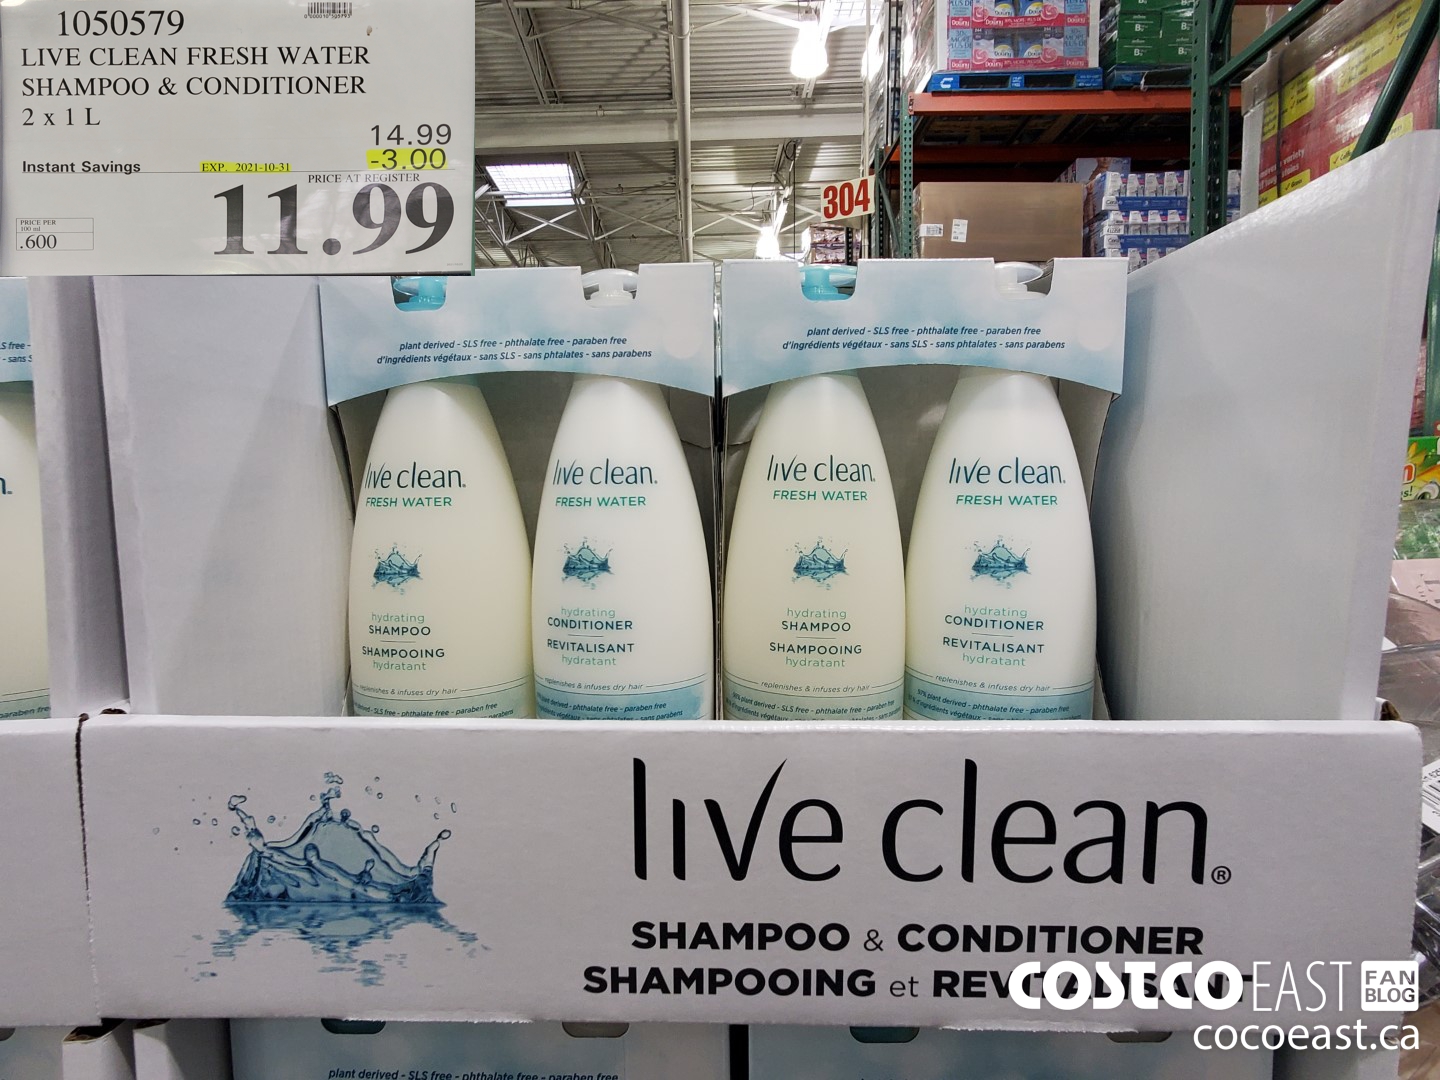 1050579
LIVE CLEAN FRESH WATER
SHAMPOO & CONDITIONER
2 x 1 L
14.99
Instant Savings EXP. 2021-10-31 -3.00
PRICE AT REGISTER
11.99
PRICE PER
100 ml
.600
304
plant derived - SLS free - phthalate free - paraben free
d'ingrédients végétaux - sans SLS - sans phtalates - sans parabens
plant derived - SLS free - phthalate free - paraben free
d'ingrédients végétaux - sans SLS - sans phtalates - sans parabens
live clean.
FRESH WATER
hydrating
SHAMPOO
SHAMPOOING
hydratant
replenishes & infuses dry hair
live clean.
FRESH WATER
hydrating
CONDITIONER
REVITALISANT
hydratant
replenishes & infuses dry hair
live clean.
FRESH WATER
hydrating
SHAMPOO
SHAMPOOING
hydratant
replenishes & infuses dry hair
live clean.
FRESH WATER
hydrating
CONDITIONER
REVITALISANT
hydratant
replenishes & infuses dry hair
live clean®
SHAMPOO & CONDITIONER
SHAMPOOING et REVITALISANT
COSTCO EAST FAN BLOG
cocoeast.ca
plant derived - SLS free - phthalate free - paraben free